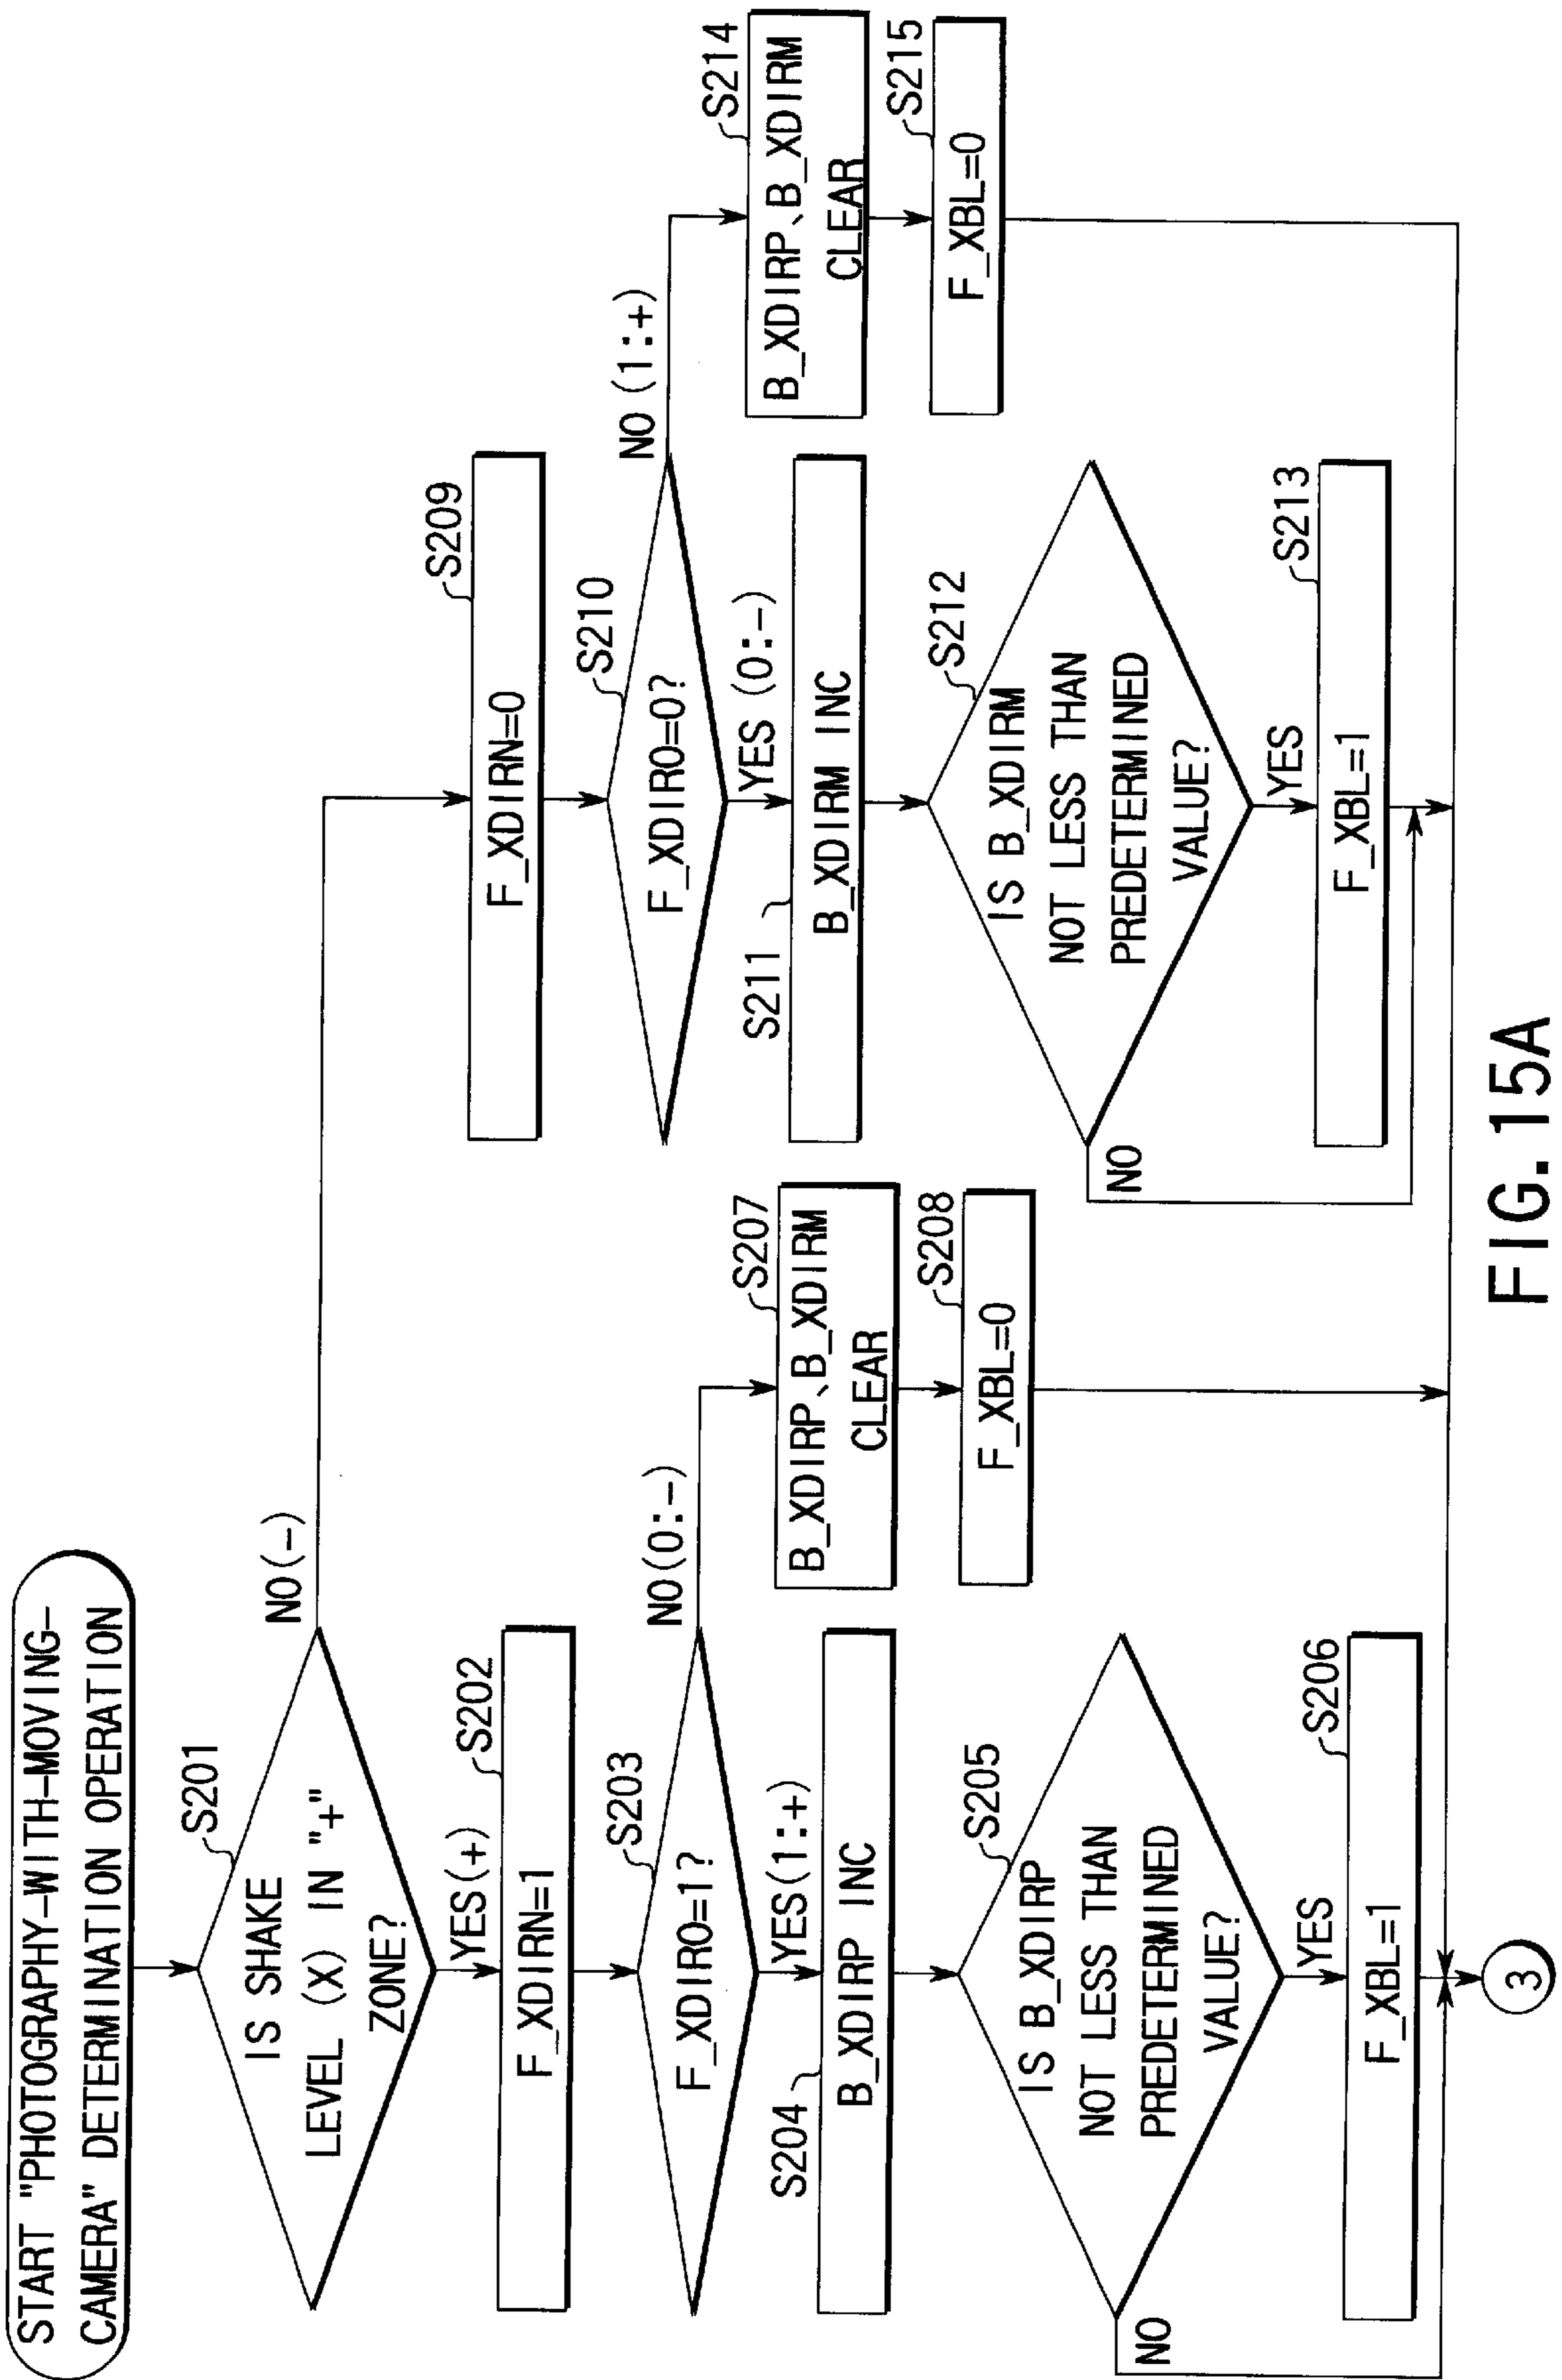 START "PHOTOGRAPHY-WITH-MOVING-
CAMERA" DETERMINATION OPERATION
S201
IS SHAKE
LEVEL (X) IN "+"
ZONE?
NO(-)
YES(+)
S202
F_XDIRN=1
S203
F_XDIRO=1?
NO(0:-)
YES(1:+)
S204
B_XDIRP INC
S205
IS B_XDIRP
NOT LESS THAN
PREDETERMINED
VALUE?
NO
YES
S206
F_XBL=1
3
S207
B_XDIRP、B_XDIRM
CLEAR
S208
F_XBL=0
S209
F_XDIRN=0
S210
F_XDIRO=0?
NO(1:+)
YES(0:-)
S211
B_XDIRM INC
S212
IS B_XDIRM
NOT LESS THAN
PREDETERMINED
VALUE?
NO
YES
S213
F_XBL=1
S214
B_XDIRP、B_XDIRM
CLEAR
S215
F_XBL=0
FIG. 15A